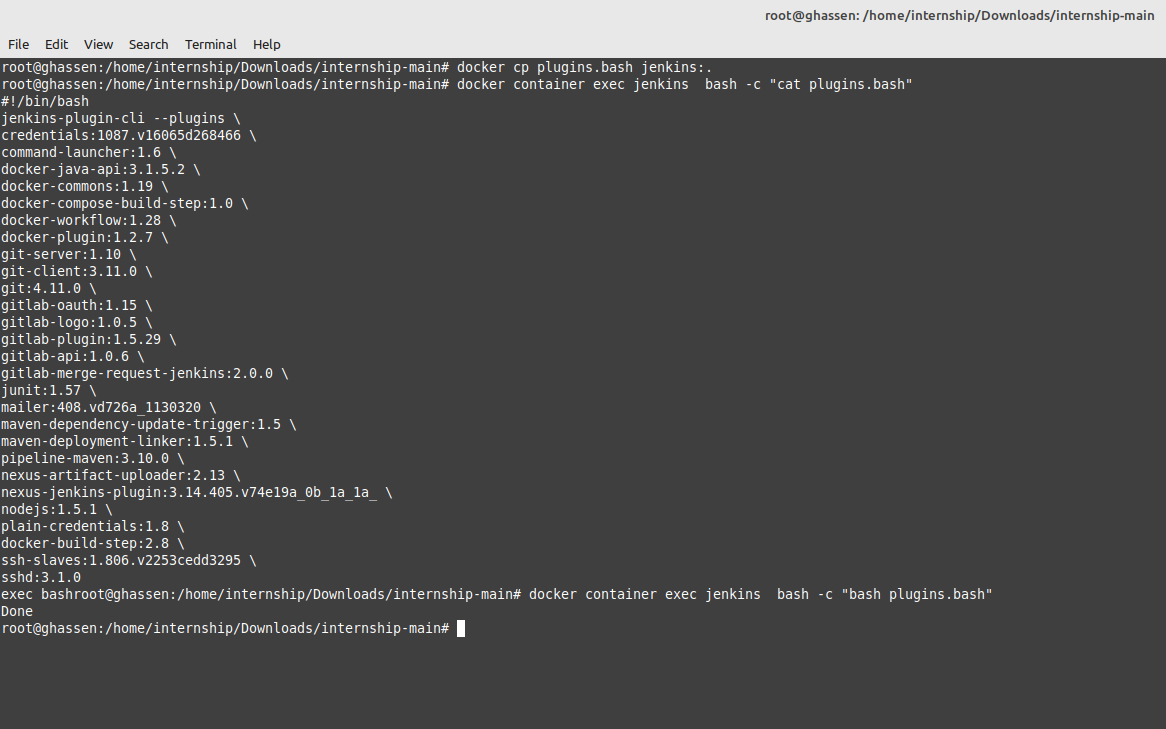 root@ghassen: /home/internship/Downloads/internship-main
File Edit View Search Terminal Help
root@ghassen:/home/internship/Downloads/internship-main# docker cp plugins.bash jenkins:.
root@ghassen:/home/internship/Downloads/internship-main# docker container exec jenkins  bash -c "cat plugins.bash"
#!/bin/bash
jenkins-plugin-cli --plugins \
credentials:1087.v16065d268466 \
command-launcher:1.6 \
docker-java-api:3.1.5.2 \
docker-commons:1.19 \
docker-compose-build-step:1.0 \
docker-workflow:1.28 \
docker-plugin:1.2.7 \
git-server:1.10 \
git-client:3.11.0 \
git:4.11.0 \
gitlab-oauth:1.15 \
gitlab-logo:1.0.5 \
gitlab-plugin:1.5.29 \
gitlab-api:1.0.6 \
gitlab-merge-request-jenkins:2.0.0 \
junit:1.57 \
mailer:408.vd726a_1130320 \
maven-dependency-update-trigger:1.5 \
maven-deployment-linker:1.5.1 \
pipeline-maven:3.10.0 \
nexus-artifact-uploader:2.13 \
nexus-jenkins-plugin:3.14.405.v74e19a_0b_1a_1a_ \
nodejs:1.5.1 \
plain-credentials:1.8 \
docker-build-step:2.8 \
ssh-slaves:1.806.v2253cedd3295 \
sshd:3.1.0
exec bashroot@ghassen:/home/internship/Downloads/internship-main# docker container exec jenkins  bash -c "bash plugins.bash"
Done
root@ghassen:/home/internship/Downloads/internship-main#